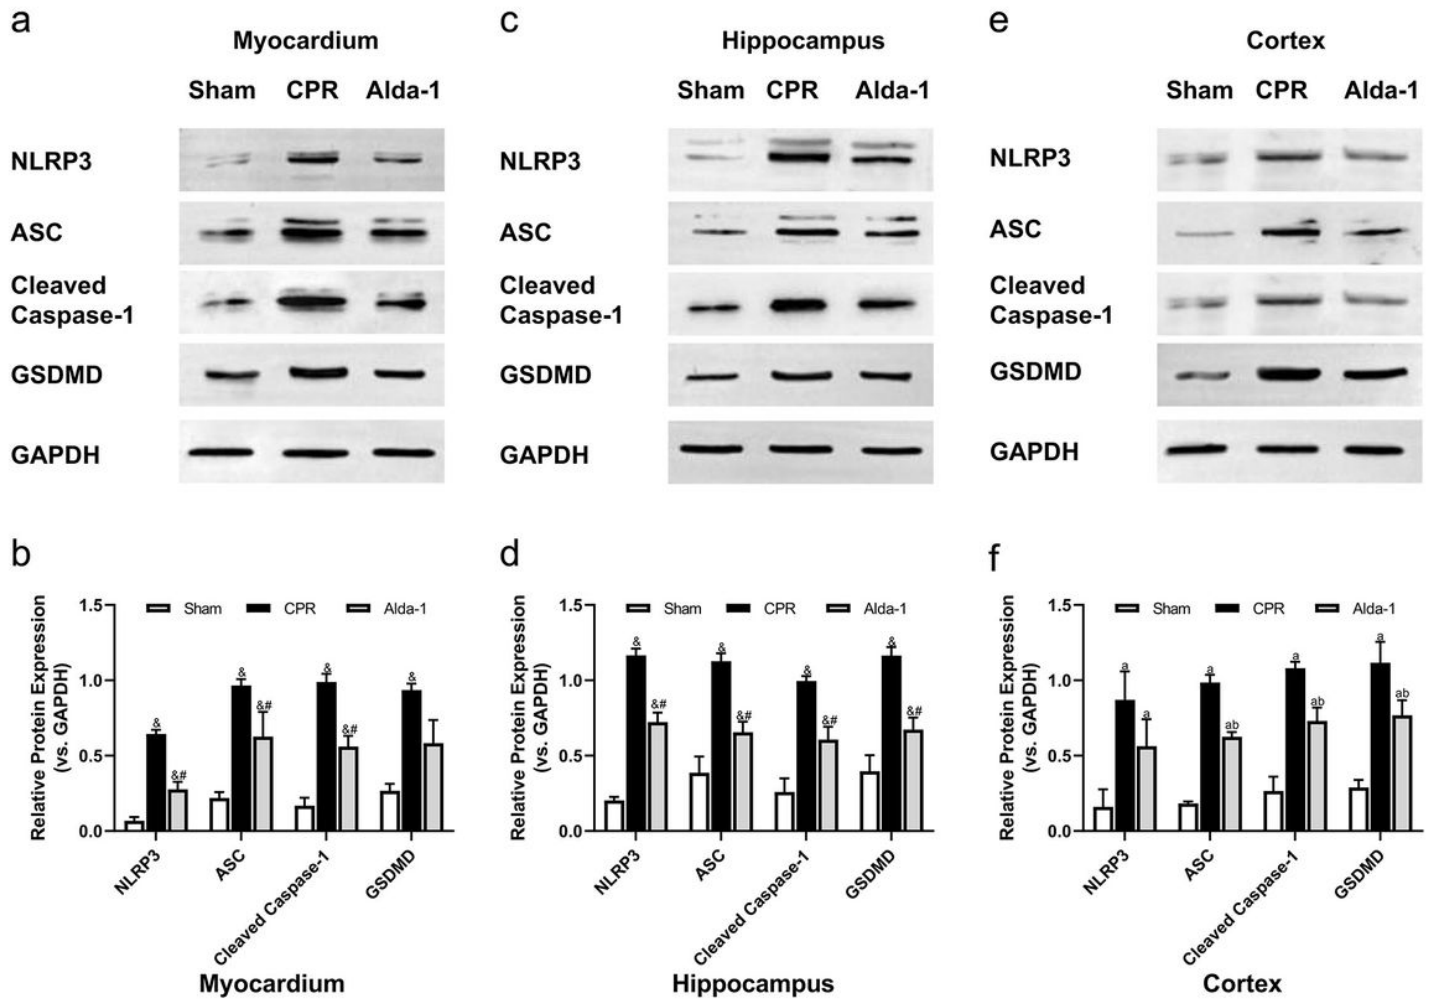 a
Myocardium
Sham CPR Alda-1
NLRP3
ASC
Cleaved
Caspase-1
GSDMD
GAPDH
c
Hippocampus
Sham CPR Alda-1
NLRP3
ASC
Cleaved
Caspase-1
GSDMD
GAPDH
e
Cortex
Sham CPR Alda-1
NLRP3
ASC
Cleaved
Caspase-1
GSDMD
GAPDH
b
Relative Protein Expression
(vs. GAPDH)
Sham CPR Alda-1
1.5
1.0
0.5
0.0
& &# & &# & &# &
NLRP3 ASC Cleaved Caspase-1 GSDMD
Myocardium
d
Relative Protein Expression
(vs. GAPDH)
Sham CPR Alda-1
1.5
1.0
0.5
0.0
& &# & &# & &# & &#
NLRP3 ASC Cleaved Caspase-1 GSDMD
Hippocampus
f
Relative Protein Expression
(vs. GAPDH)
Sham CPR Alda-1
1.5
1.0
0.5
0.0
a a a ab a ab a ab
NLRP3 ASC Cleaved Caspase-1 GSDMD
Cortex